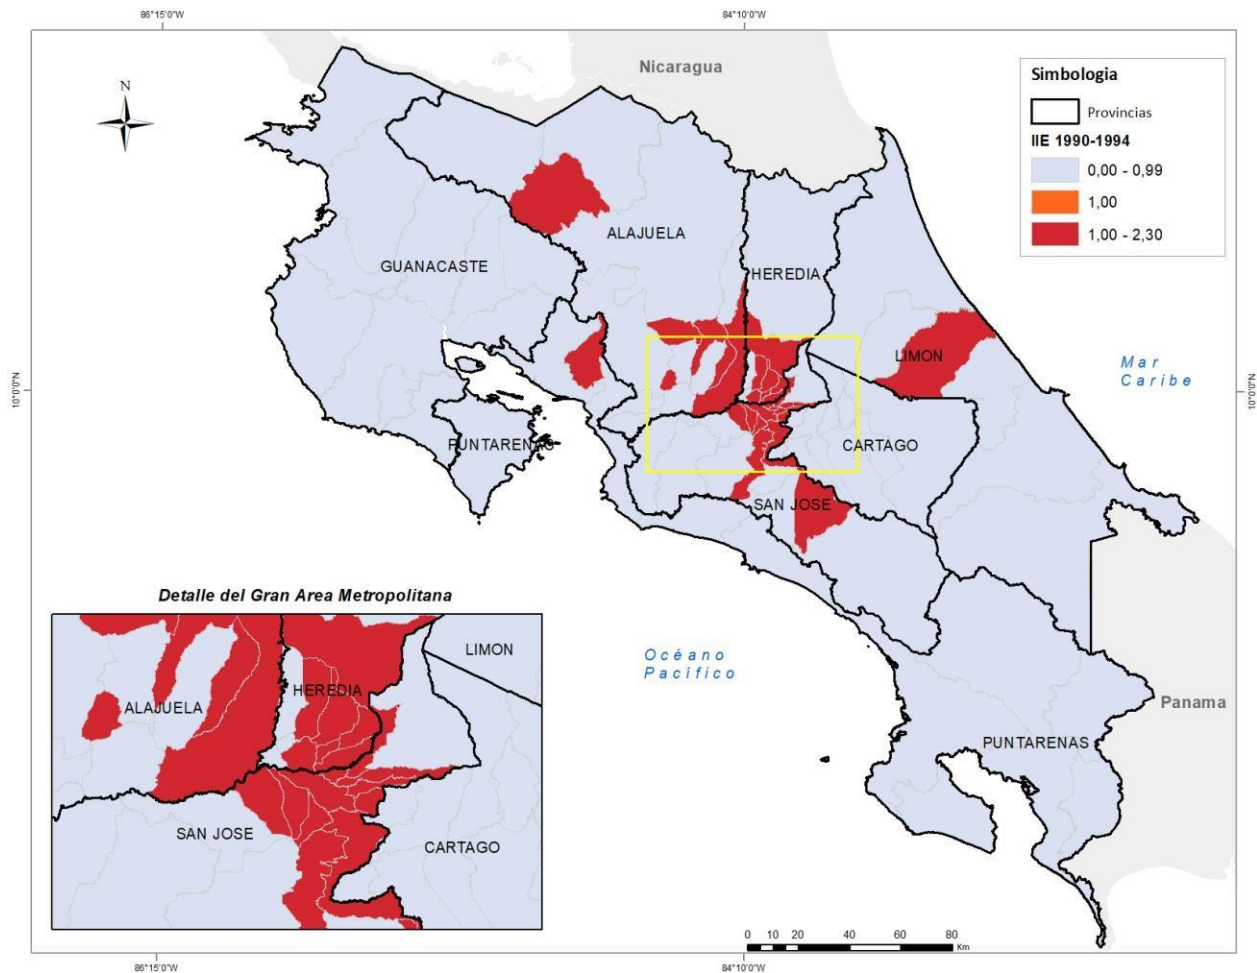 86°15'0"W
84°10'0"W
Nicaragua
N
Simbologia
Provincias
IIE 1990-1994
0,00 - 0,99
1,00
1,00 - 2,30
ALAJUELA
GUANACASTE
HEREDIA
LIMON
Mar
Caribe
10°0'0"N
10°0'0"N
PUNTARENAS
CARTAGO
SAN JOSE
Detalle del Gran Area Metropolitana
LIMON
HEREDIA
ALAJUELA
SAN JOSE
CARTAGO
Océano
Pacífico
Panama
PUNTARENAS
0 10 20 40 60 80
Km
86°15'0"W
84°10'0"W